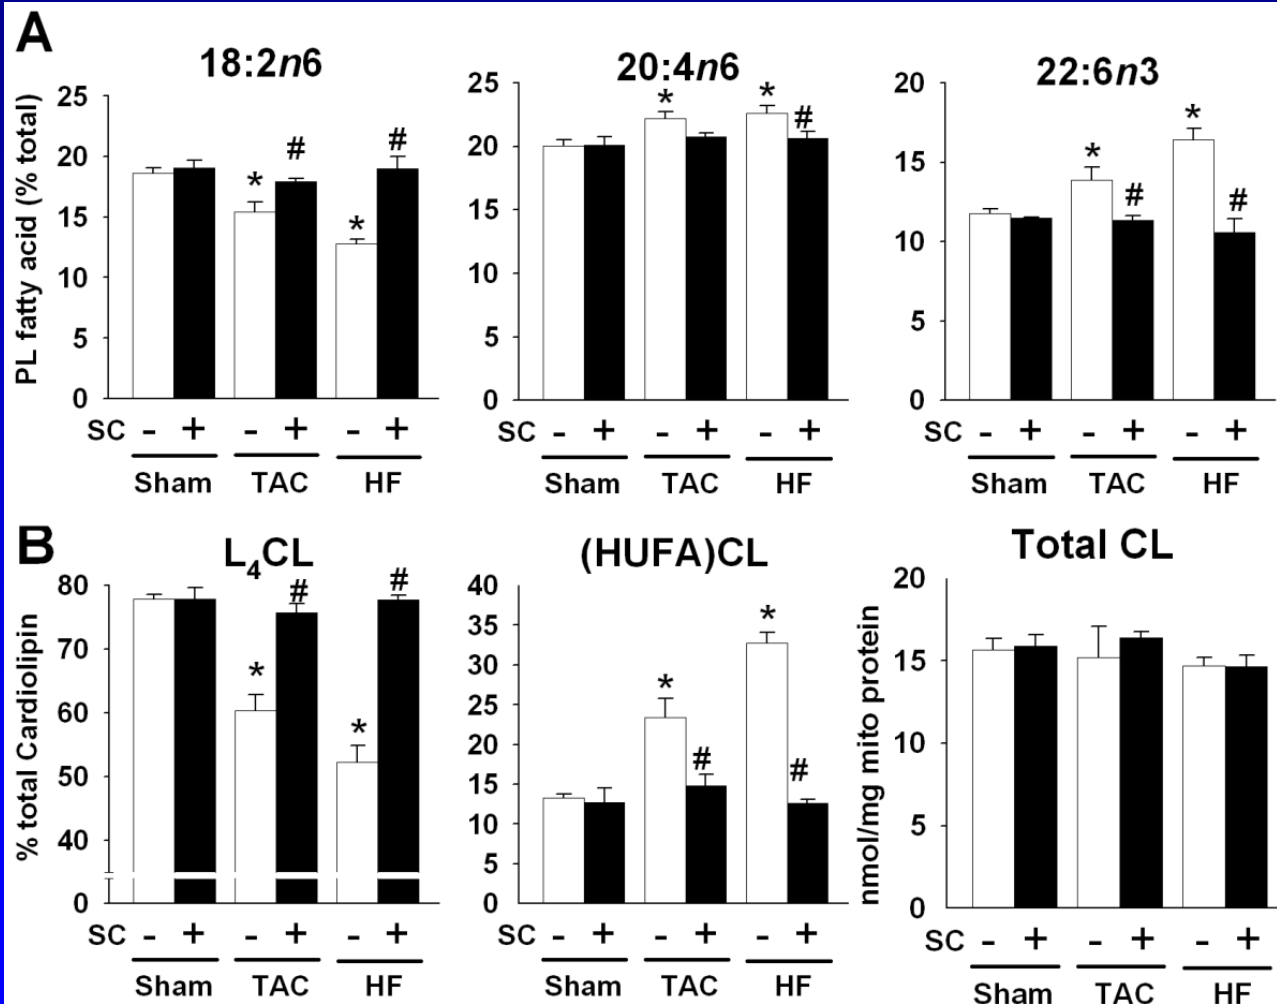 A
18:2n6
20:4n6
22:6n3
PL fatty acid (% total)
25
20
15
10
5
0
* # * #
25
20
15
10
5
0
* * #
20
15
10
5
0
* # * #
SC - + - + - +
Sham TAC HF
- + - + - +
Sham TAC HF
SC - + - + - +
Sham TAC HF
B
L4CL
(HUFA)CL
Total CL
% total Cardiolipin
80
70
60
50
40
0
* # * #
40
35
30
25
20
15
10
5
0
* # * #
nmol/mg mito protein
20
15
10
5
0
SC - + - + - +
Sham TAC HF
SC - + - + - +
Sham TAC HF
SC - + - + - +
Sham TAC HF